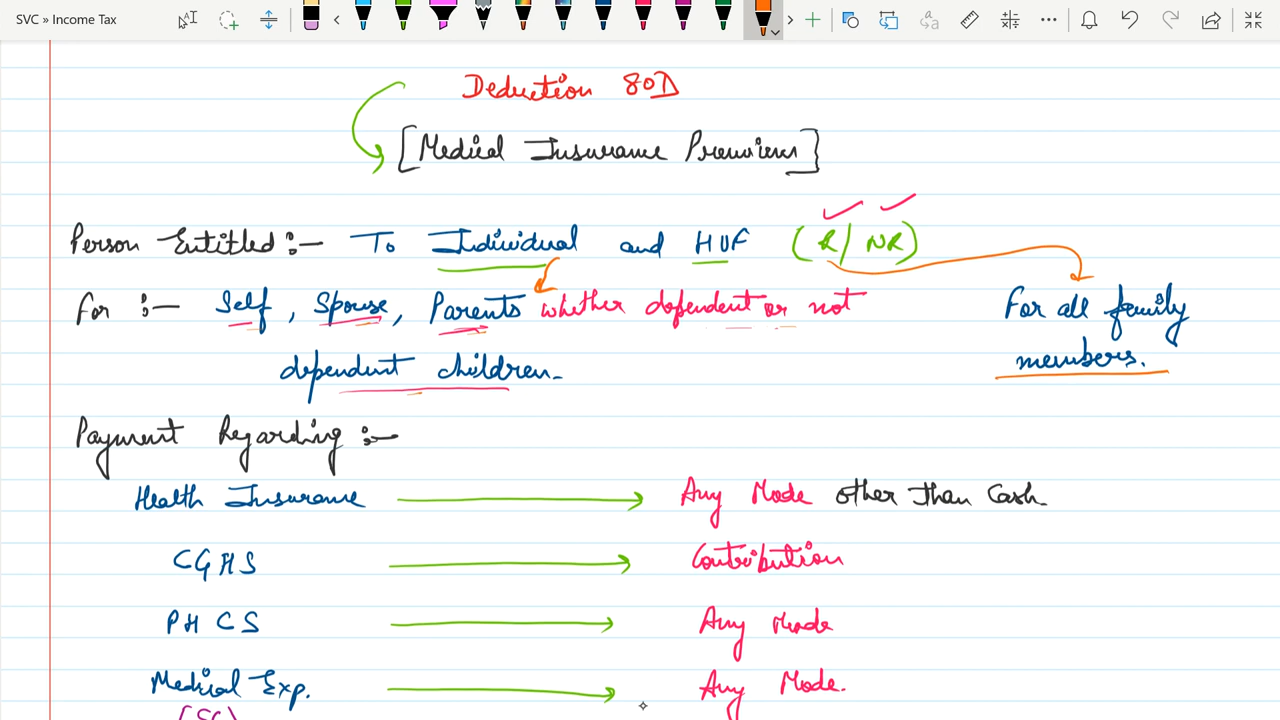 SVC » Income Tax
Deduction 80D
[Medical Insurance Premium]
Person Entitled :- To Individual and HUF (R/NR)
For :- Self, Spouse, Parents whether dependent or not
dependent children.
For all family
members.
Payment Regarding :-
Health Insurance → Any Mode other than Cash.
CGHS → Contribution
PHCS → Any Mode
Medical Exp. → Any Mode.
(SC)